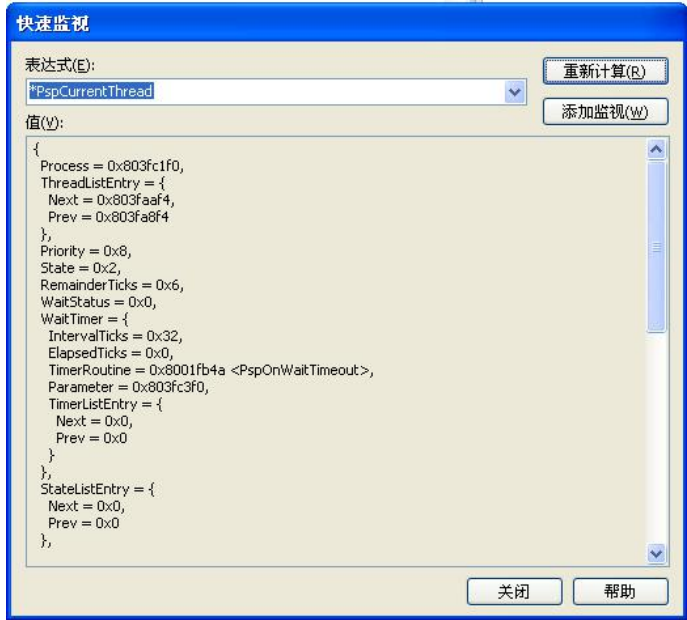 快速监视
表达式(E):
重新计算(R)
*PspCurrentThread
添加监视(W)
值(V):
{
Process = 0x803fc1f0,
ThreadListEntry = {
Next = 0x803faaf4,
Prev = 0x803fa8f4
},
Priority = 0x8,
State = 0x2,
RemainderTicks = 0x6,
WaitStatus = 0x0,
WaitTimer = {
IntervalTicks = 0x32,
ElapsedTicks = 0x0,
TimerRoutine = 0x8001fb4a <PspOnWaitTimeout>,
Parameter = 0x803fc3f0,
TimerListEntry = {
Next = 0x0,
Prev = 0x0
}
},
StateListEntry = {
Next = 0x0,
Prev = 0x0
},
关闭
帮助